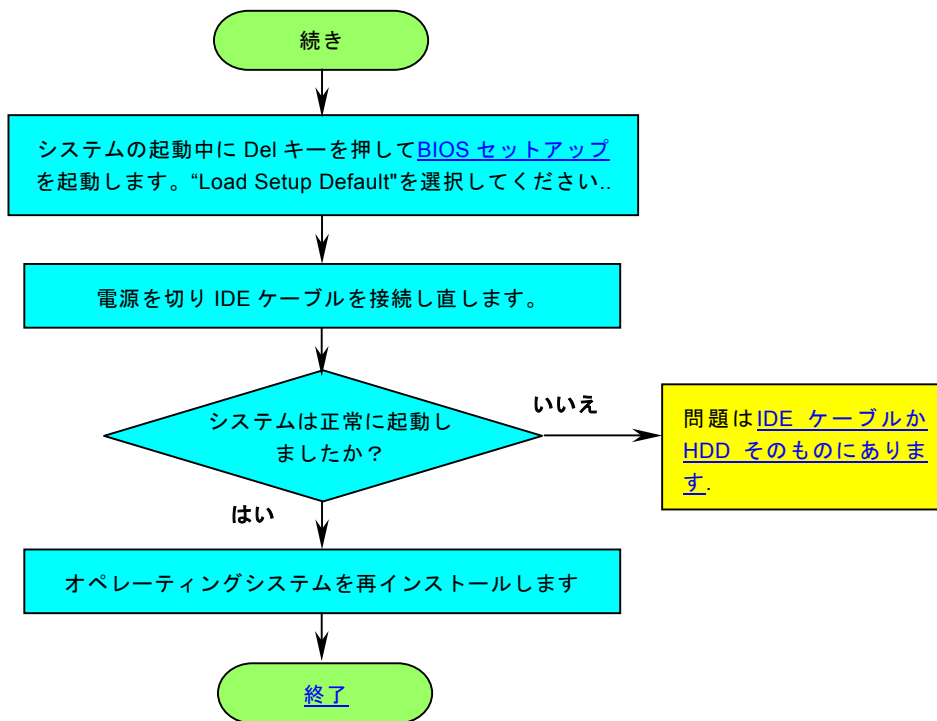 続き
システムの起動中に Del キーを押してBIOS セットアップ
を起動します。“Load Setup Default"を選択してください..
電源を切り IDE ケーブルを接続し直します。
システムは正常に起動し
ましたか？
いいえ
問題はIDE ケーブルか
HDD そのものにありま
す.
はい
オペレーティングシステムを再インストールします
終了